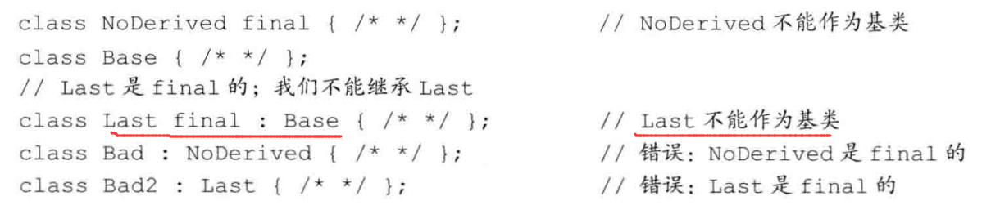 class NoDerived final { /* */ }; // NoDerived 不能作为基类
class Base { /* */ };
// Last 是 final 的；我们不能继承 Last
class Last final : Base { /* */ }; // Last 不能作为基类
class Bad : NoDerived { /* */ }; // 错误：NoDerived 是 final 的
class Bad2 : Last { /* */ }; // 错误：Last 是 final 的